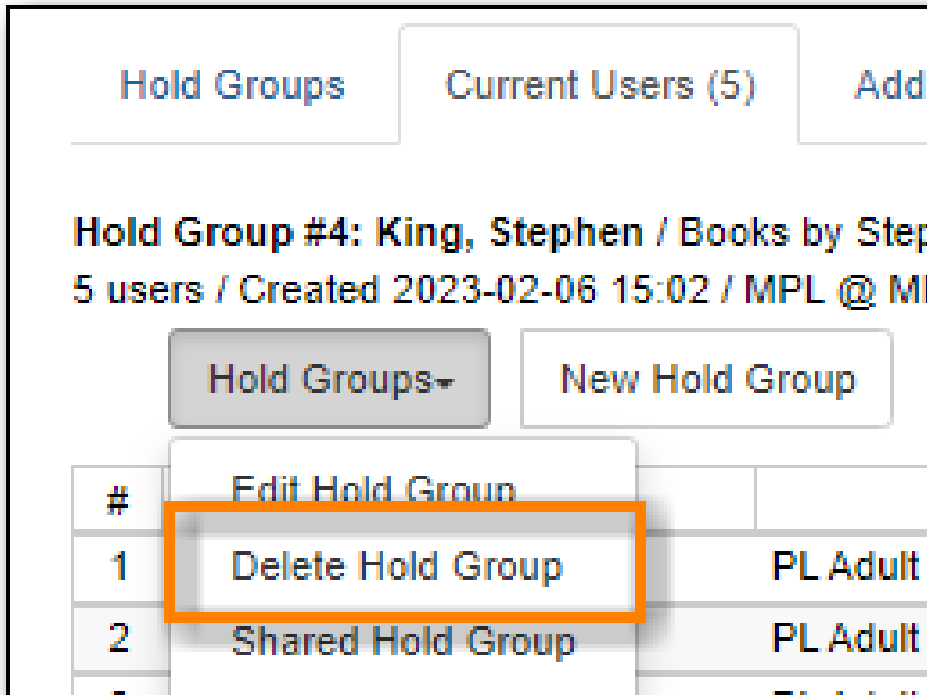 Hold Groups Current Users (5) Add
Hold Group #4: King, Stephen / Books by Step
5 users / Created 2023-02-06 15:02 / MPL @
Hold Groups New Hold Group
Edit Hold Group
#
1 Delete Hold Group PL Adult
2 Shared Hold Group PL Adult